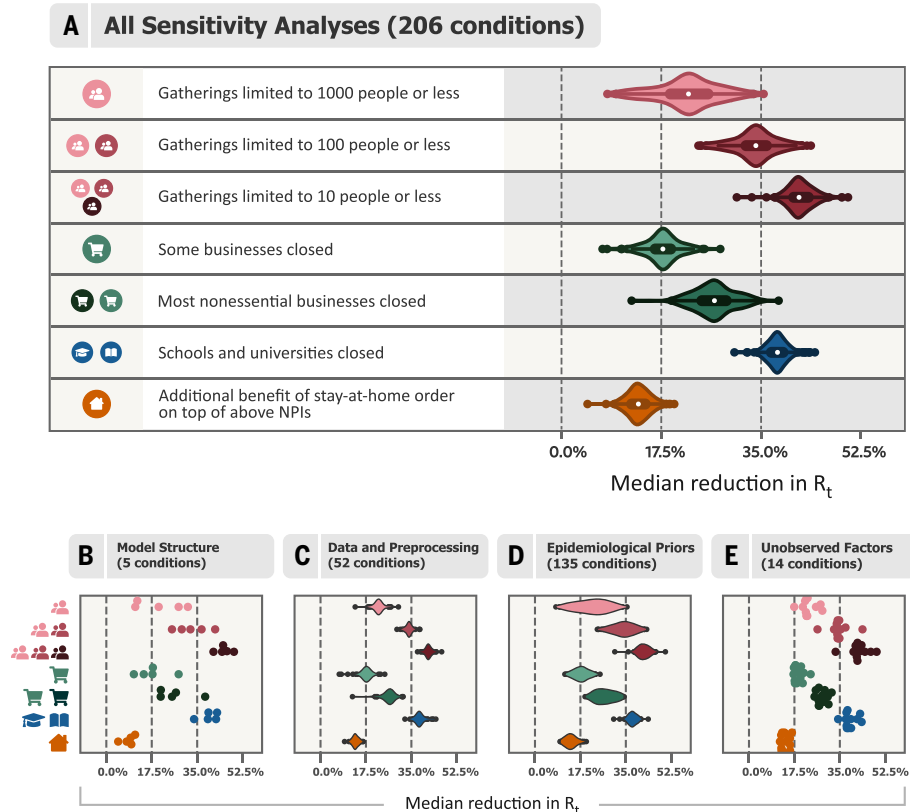 A All Sensitivity Analyses (206 conditions)
Gatherings limited to 1000 people or less
Gatherings limited to 100 people or less
Gatherings limited to 10 people or less
Some businesses closed
Most nonessential businesses closed
Schools and universities closed
Additional benefit of stay-at-home order
on top of above NPIs
0.0% 17.5% 35.0% 52.5%
Median reduction in Rt
B Model Structure
(5 conditions)
C Data and Preprocessing
(52 conditions)
D Epidemiological Priors
(135 conditions)
E Unobserved Factors
(14 conditions)
0.0% 17.5% 35.0% 52.5% 0.0% 17.5% 35.0% 52.5% 0.0% 17.5% 35.0% 52.5% 0.0% 17.5% 35.0% 52.5%
Median reduction in Rt